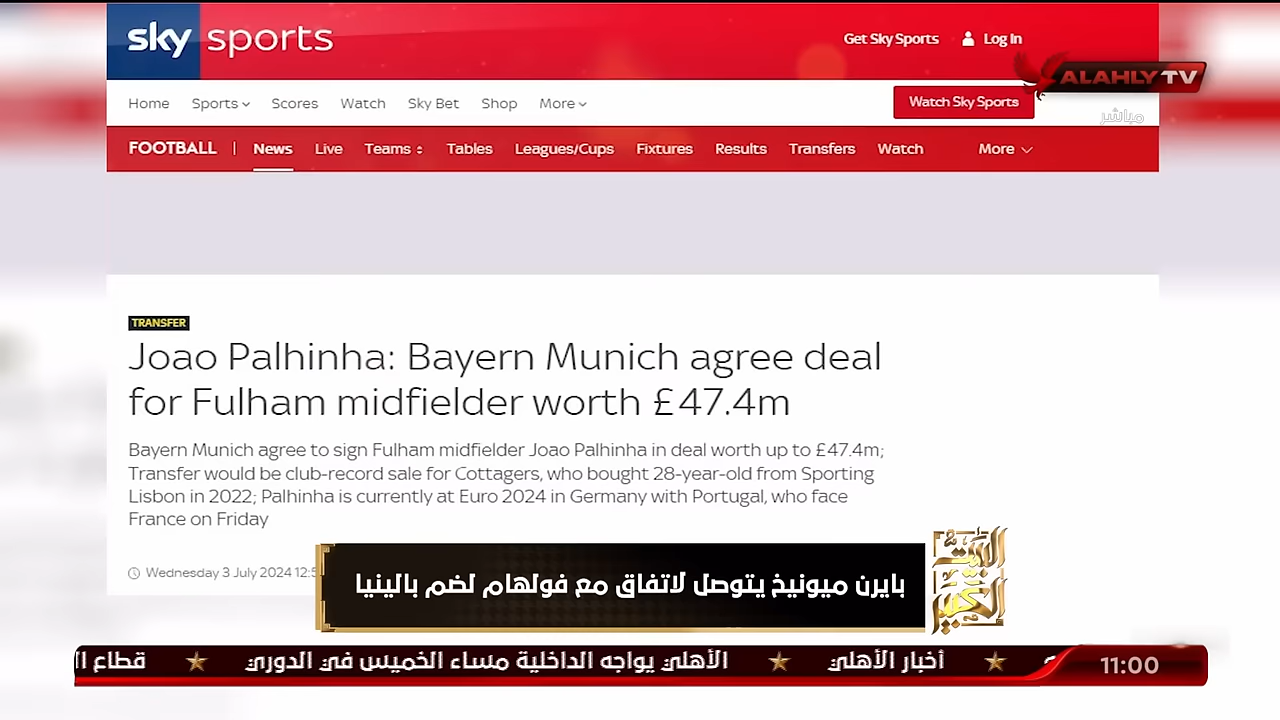 sky sports
Get Sky Sports
Log In
ALAHLY TV
مباشر
Home Sports Scores Watch Sky Bet Shop More
Watch Sky Sports
FOOTBALL | News Live Teams Tables Leagues/Cups Fixtures Results Transfers Watch More
TRANSFER
Joao Palhinha: Bayern Munich agree deal
for Fulham midfielder worth £47.4m
Bayern Munich agree to sign Fulham midfielder Joao Palhinha in deal worth up to £47.4m;
Transfer would be club-record sale for Cottagers, who bought 28-year-old from Sporting
Lisbon in 2022; Palhinha is currently at Euro 2024 in Germany with Portugal, who face
France on Friday
Wednesday 3 July 2024 12:5
بايرن ميونيخ يتوصل لاتفاق مع فولهام لضم بالينيا
البيت الكبير
أخبار الأهلي ★ الأهلي يواجه الداخلية مساء الخميس في الدوري ★ قطاع ال
11:00